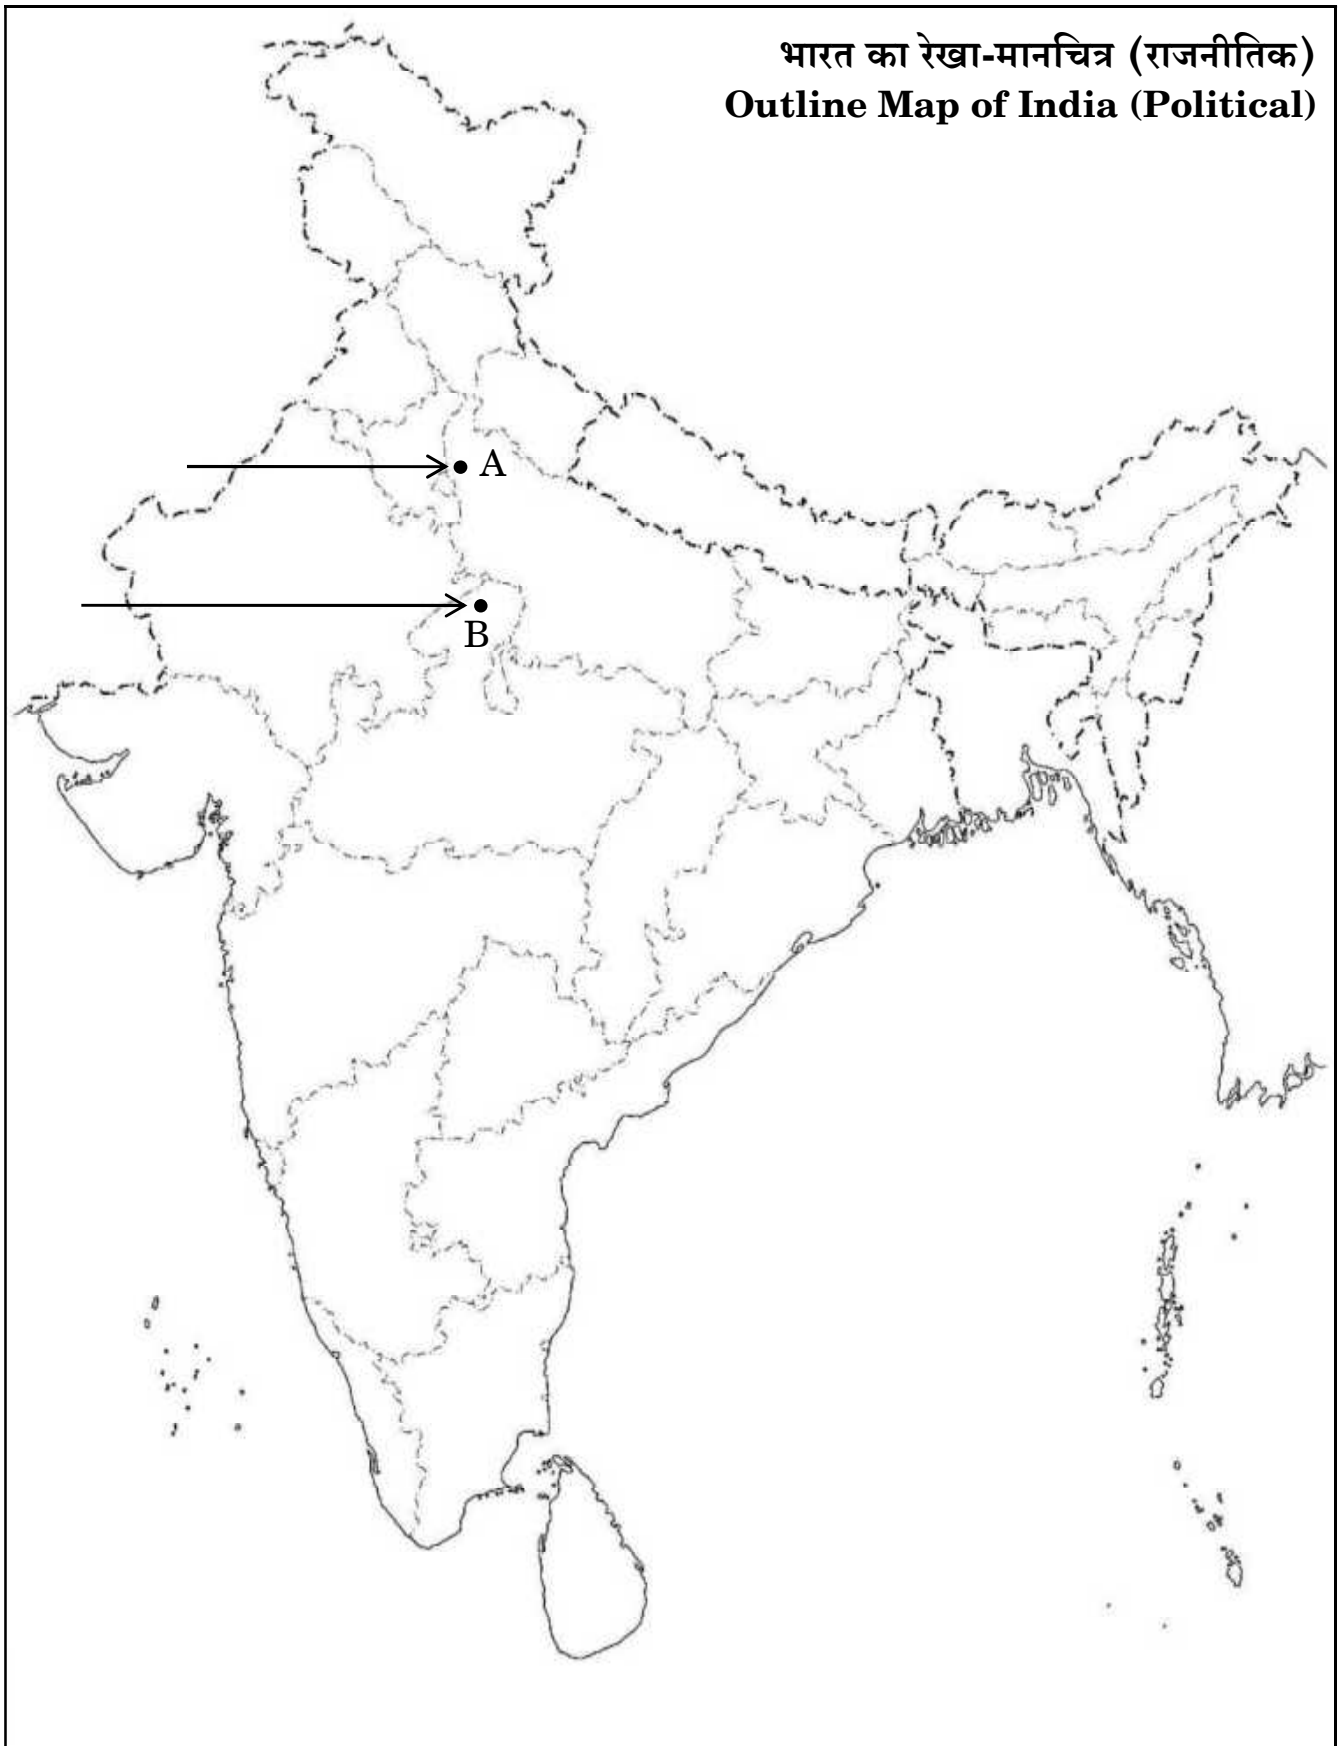 भारत का रेखा-मानचित्र (राजनीतिक)
Outline Map of India (Political)
A
B